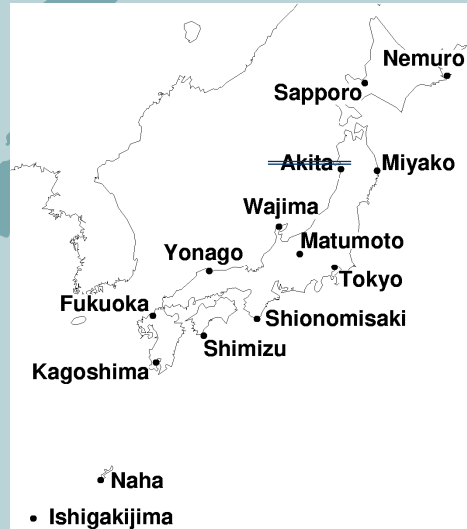 Nemuro
Sapporo
Akita
Miyako
Wajima
Matumoto
Yonago
Tokyo
Fukuoka
Shionomisaki
Shimizu
Kagoshima
Naha
Ishigakijima